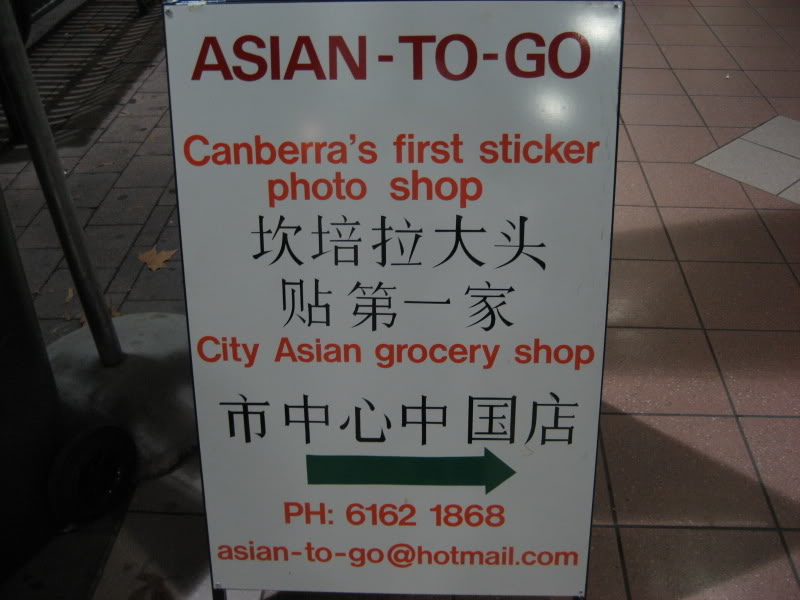 ASIAN-TO-GO
Canberra's first sticker
photo shop
坎培拉大头
贴第一家
City Asian grocery shop
市中心中国店
PH: 6162 1868
asian-to-go@hotmail.com